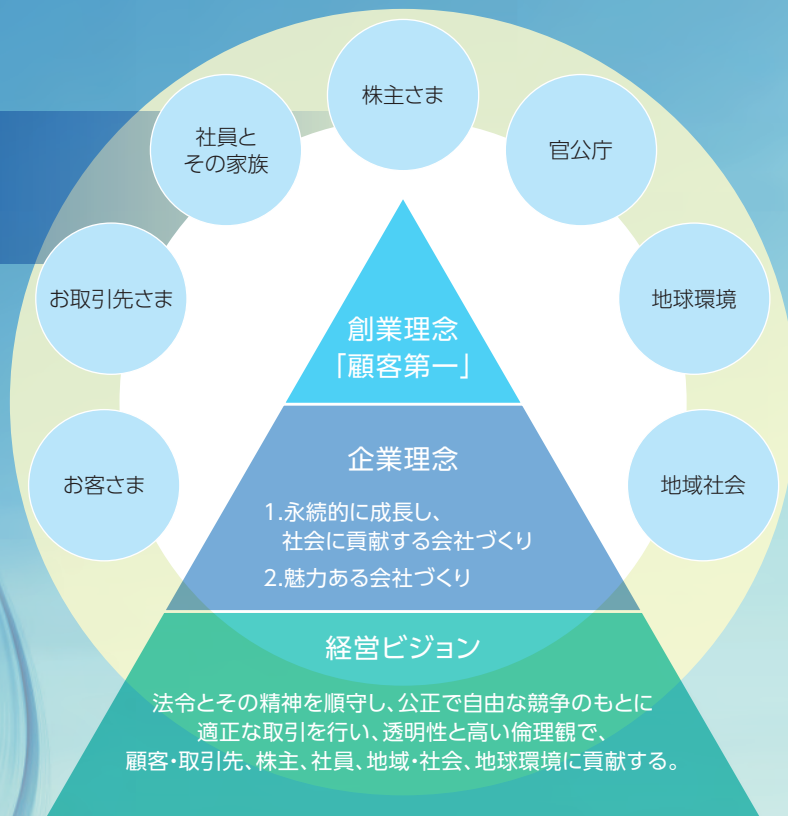 株主さま
社員と
その家族
官公庁
お取引先さま
地球環境
お客さま
地域社会
創業理念
「顧客第一」
企業理念
1.永続的に成長し、
社会に貢献する会社づくり
2.魅力ある会社づくり
経営ビジョン
法令とその精神を順守し、公正で自由な競争のもとに
適正な取引を行い、透明性と高い倫理観で、
顧客・取引先、株主、社員、地域・社会、地球環境に貢献する。